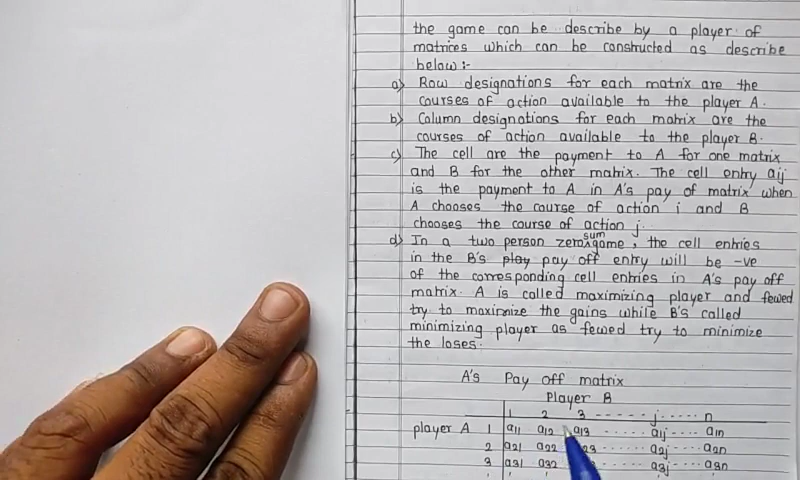 the game can be describe by a player of
matrices which can be constructed as describe
below :-
a) Row designations for each matrix are the
courses of action available to the player A.
b) Column designations for each matrix are the
courses of action available to the player B.
c) The cell are the payment to A for one matrix
and B for the other matrix. The cell entry aij
is the payment to A in A's pay of matrix when
A chooses the course of action i and B
chooses the course of action j.
d) In a two person zero sum game, the cell entries
in the B's play pay off entry will be -ve
of the corresponding cell entries in A's pay off
matrix. A is called maximizing player and fewed
try to maximize the gains while B's called
minimizing player as fewed try to minimize
the loses.
A's Pay off matrix
Player B
1 2 3 ------ j ..... n
player A 1 a11 a12 a13 ...... aij ..... a1n
2 a21 a22 23 ...... a2j ..... a2n
3 a31 a32 ...... a3j ..... a3n